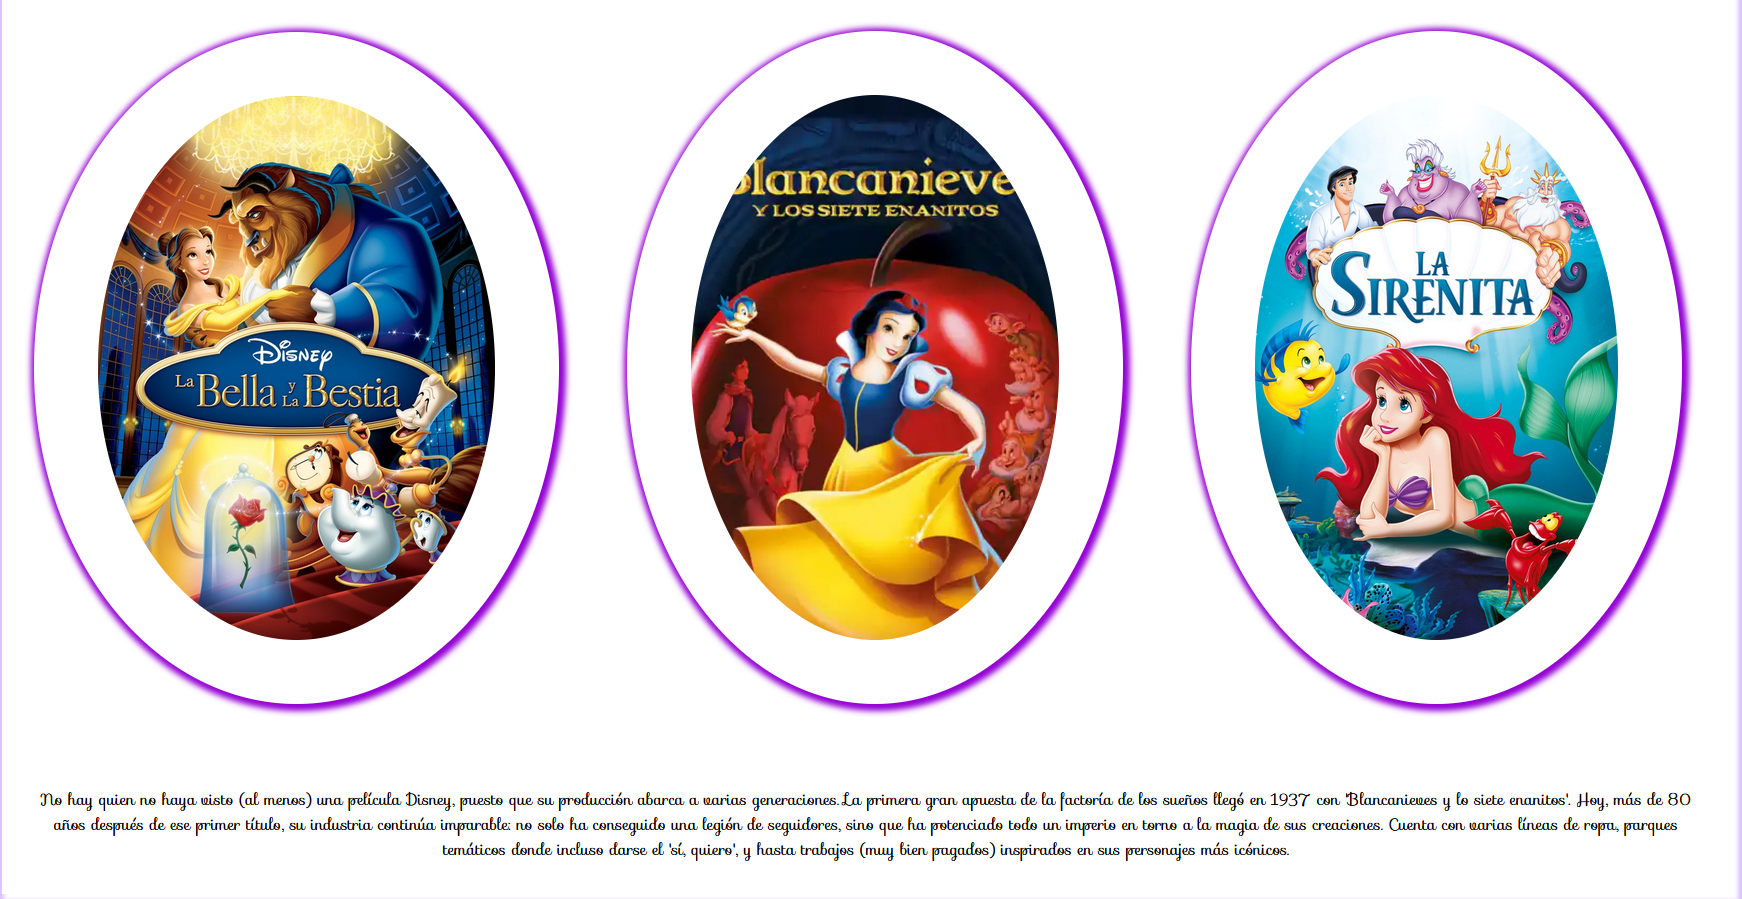 DISNEY
La Bella y La Bestia
Blancanieve
Y LOS SIETE ENANITOS
LA
SIRENITA
No hay quien no haya visto (al menos) una película Disney, puesto que su producción abarca a varias generaciones.La primera gran apuesta de la factoría de los sueños llegó en 1937 con 'Blancanieves y lo siete enanitos'. Hoy, más de 80
años después de ese primer título, su industria continúa imparable: no solo ha conseguido una legión de seguidores, sino que ha potenciado todo un imperio en torno a la magia de sus creaciones. Cuenta con varias líneas de ropa, parques
temáticos donde incluso darse el 'sí, quiero', y hasta trabajos (muy bien pagados) inspirados en sus personajes más icónicos.